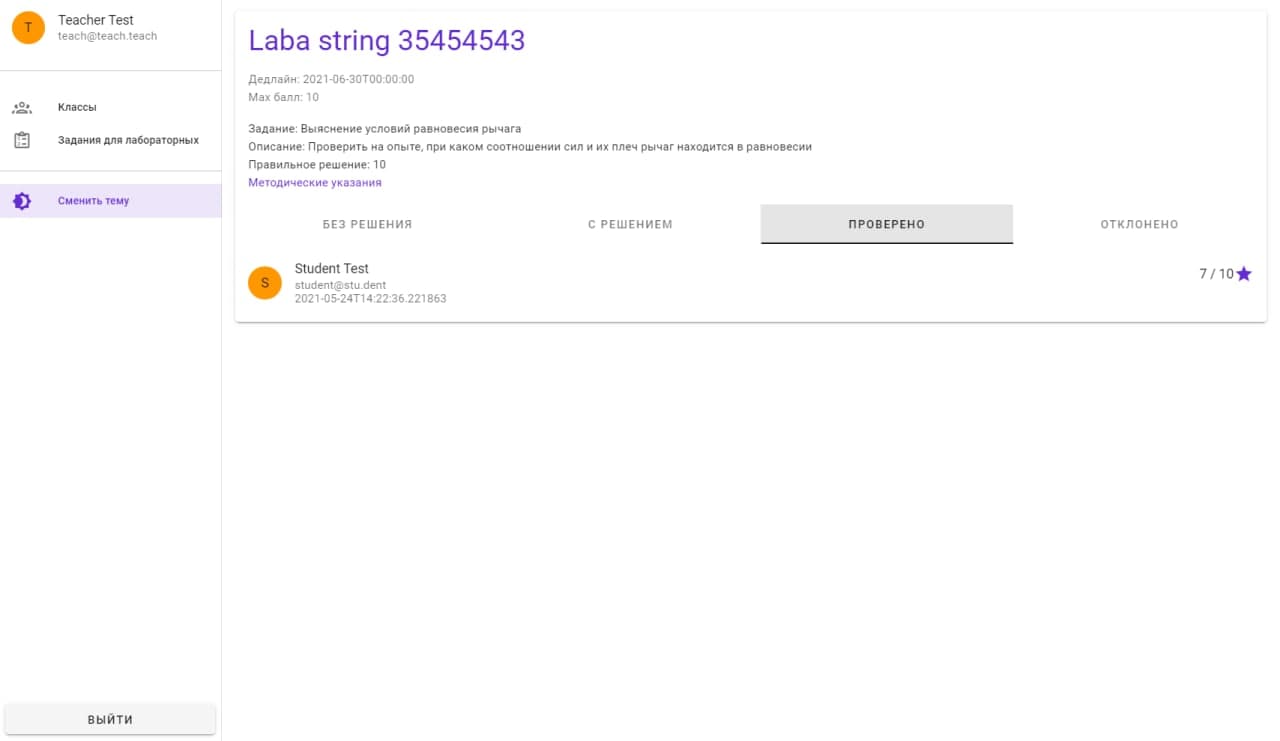 T
Teacher Test
teach@teach.teach
Классы
Задания для лабораторных
Сменить тему
ВЫЙТИ
Laba string 35454543
Дедлайн: 2021-06-30T00:00:00
Max балл: 10
Задание: Выяснение условий равновесия рычага
Описание: Проверить на опыте, при каком соотношении сил и их плеч рычаг находится в равновесии
Правильное решение: 10
Методические указания
БЕЗ РЕШЕНИЯ
С РЕШЕНИЕМ
ПРОВЕРЕНО
ОТКЛОНЕНО
S
Student Test
student@stu.dent
2021-05-24T14:22:36.221863
7 / 10